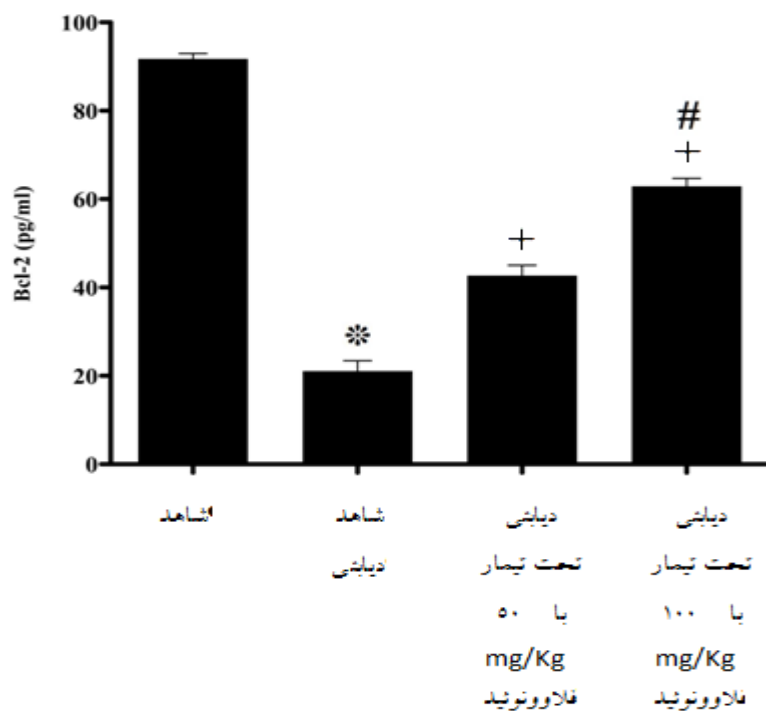 100
80
60
40
20
0
Bcl-2 (pg/ml)
*
+
#
+
شاهد
شاهد
دیابتی
دیابتی
تحت تیمار
با ۵۰
mg/Kg
فلاوونوئید
دیابتی
تحت تیمار
با ۱۰۰
mg/Kg
فلاوونوئید